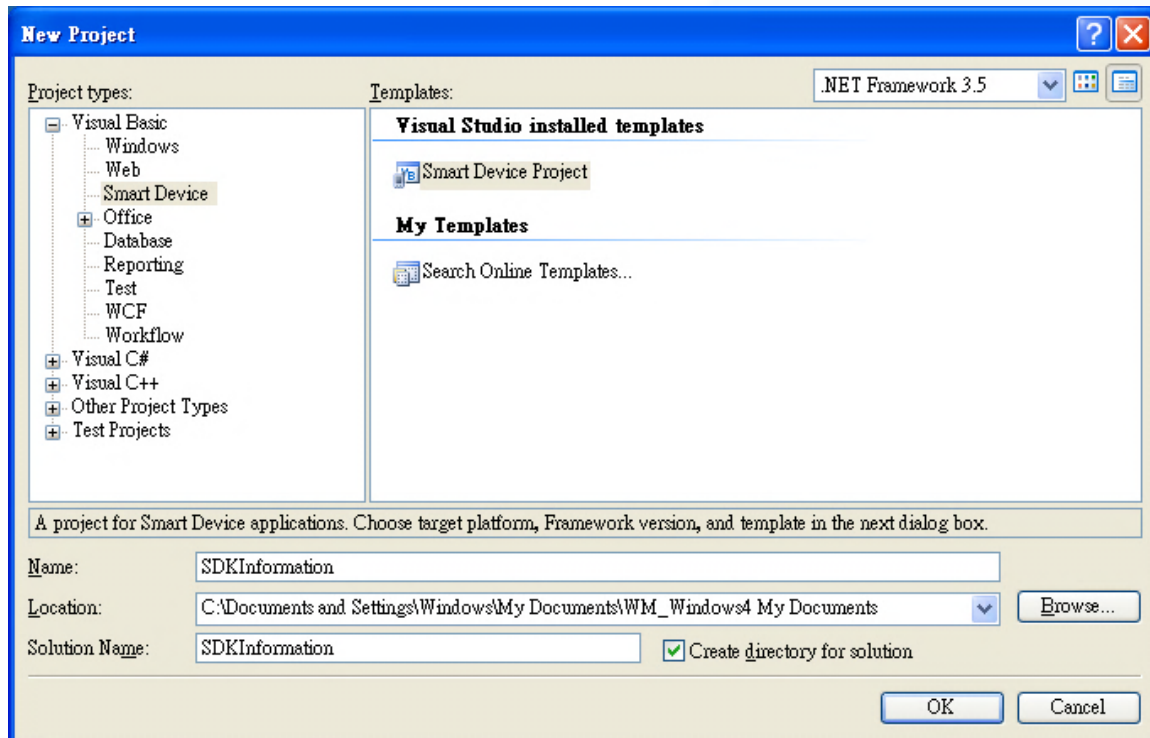 New Project
Project types:
Templates:
.NET Framework 3.5
Visual Basic
Windows
Web
Smart Device
Office
Database
Reporting
Test
WCF
Workflow
Visual C#
Visual C++
Other Project Types
Test Projects
Visual Studio installed templates
Smart Device Project
My Templates
Search Online Templates...
A project for Smart Device applications. Choose target platform, Framework version, and template in the next dialog box.
Name:
SDKInformation
Location:
C:\Documents and Settings\Windows\My Documents\WM_Windows4 My Documents
Browse...
Solution Name:
SDKInformation
Create directory for solution
OK
Cancel